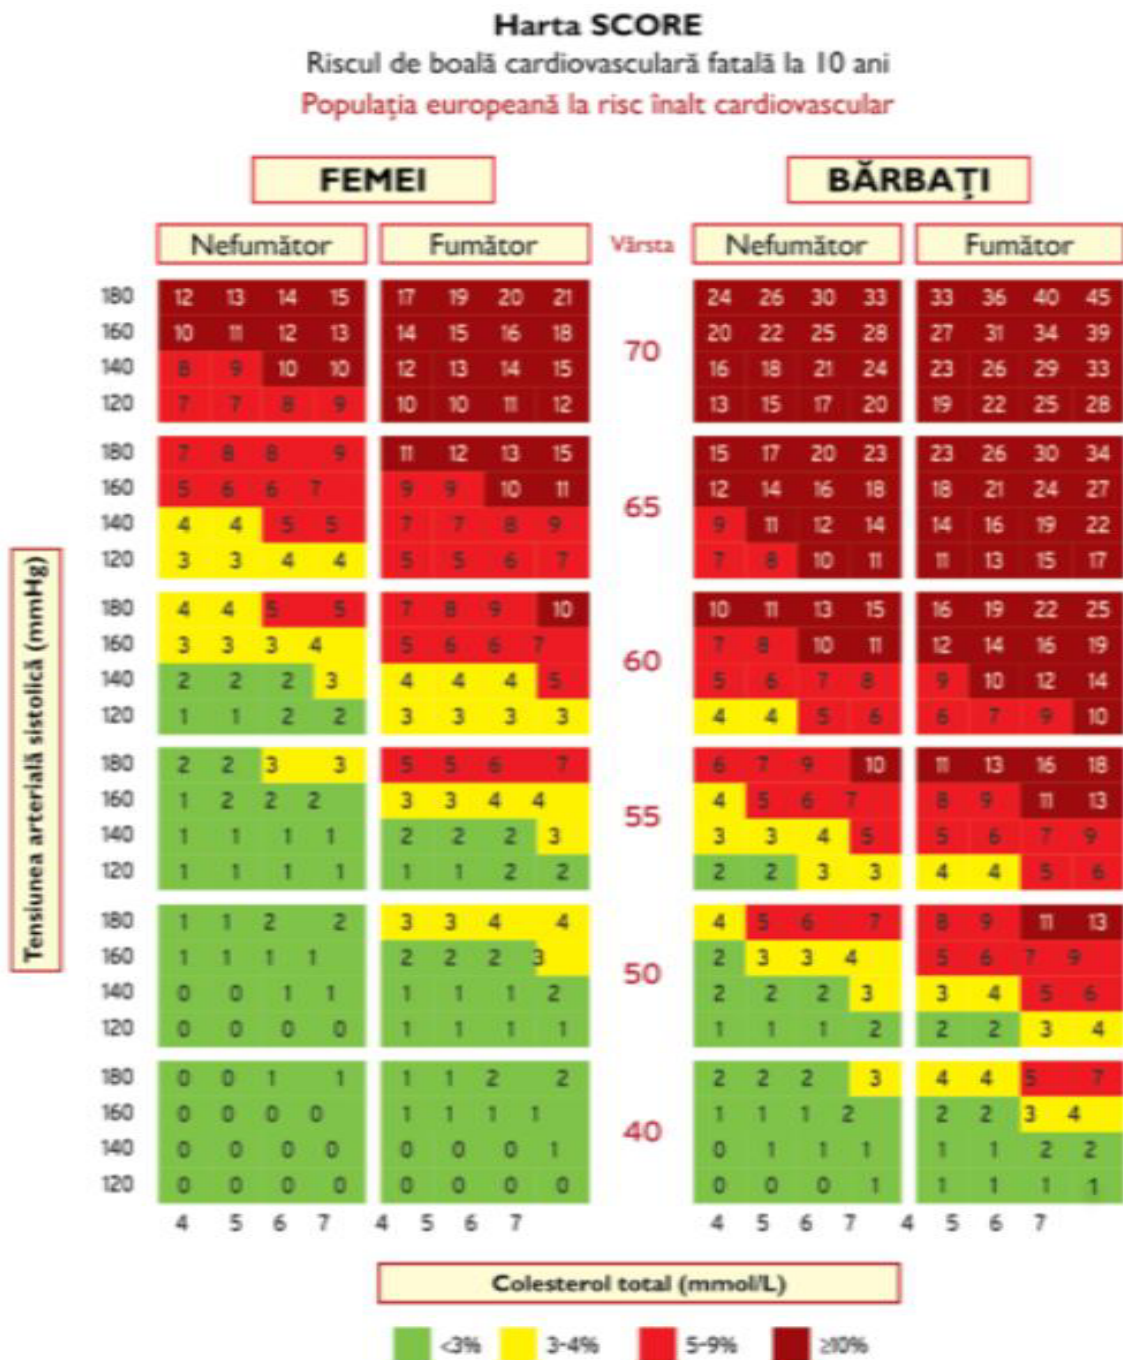 Harta SCORE
Riscul de boală cardiovasculară fatală la 10 ani
Populația europeană la risc înalt cardiovascular
FEMEI BĂRBAȚI
Nefumător Fumător Vârsta Nefumător Fumător
180 12 13 14 15 17 19 20 21 24 26 30 33 33 36 40 45
160 10 11 12 13 14 15 16 18 20 22 25 28 27 31 34 39
70
140 8 9 10 10 12 13 14 15 16 18 21 24 23 26 29 33
120 7 7 8 9 10 10 11 12 13 15 17 20 19 22 25 28
180 7 8 8 9 11 12 13 15 15 17 20 23 23 26 30 34
160 5 6 6 7 9 9 10 11 12 14 16 18 18 21 24 27
65
140 4 4 5 5 7 7 8 9 9 11 12 14 14 16 19 22
120 3 3 4 4 5 5 6 7 7 8 10 11 11 13 15 17
180 4 4 5 5 7 8 9 10 10 11 13 15 16 19 22 25
160 3 3 3 4 5 6 6 7 7 8 10 11 12 14 16 19
60
140 2 2 2 3 4 4 4 5 5 6 7 8 9 10 12 14
120 1 1 2 2 3 3 3 3 4 4 5 6 6 7 9 10
180 2 2 3 3 5 5 6 7 6 7 9 10 11 13 16 18
160 1 2 2 2 3 3 4 4 4 5 6 7 8 9 11 13
55
140 1 1 1 1 2 2 2 3 3 3 4 5 5 6 7 9
120 1 1 1 1 1 1 2 2 2 2 3 3 4 4 5 6
180 1 1 2 2 3 3 4 4 4 5 6 7 8 9 11 13
160 1 1 1 1 2 2 2 3 2 3 3 4 5 6 7 9
50
140 0 0 1 1 1 1 1 2 2 2 2 3 3 4 5 6
120 0 0 0 0 1 1 1 1 1 1 1 2 2 2 3 4
180 0 0 1 1 1 1 2 2 2 2 2 3 4 4 5 7
160 0 0 0 0 1 1 1 1 1 1 1 2 2 2 3 4
40
140 0 0 0 0 0 0 0 1 0 1 1 1 1 1 2 2
120 0 0 0 0 0 0 0 0 0 0 0 1 1 1 1 1
4 5 6 7 4 5 6 7 4 5 6 7 4 5 6 7
Tensiunea arterială sistolică (mmHg)
Colesterol total (mmol/L)
<3% 3-4% 5-9% ≥10%